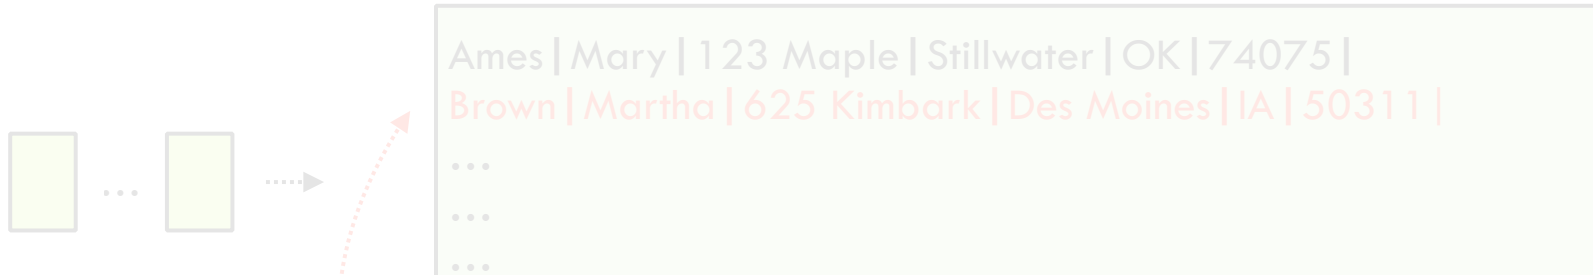 Ames|Mary|123 Maple|Stillwater|OK|74075|
Brown|Martha|625 Kimbark|Des Moines|IA|50311|
...
...
...
...